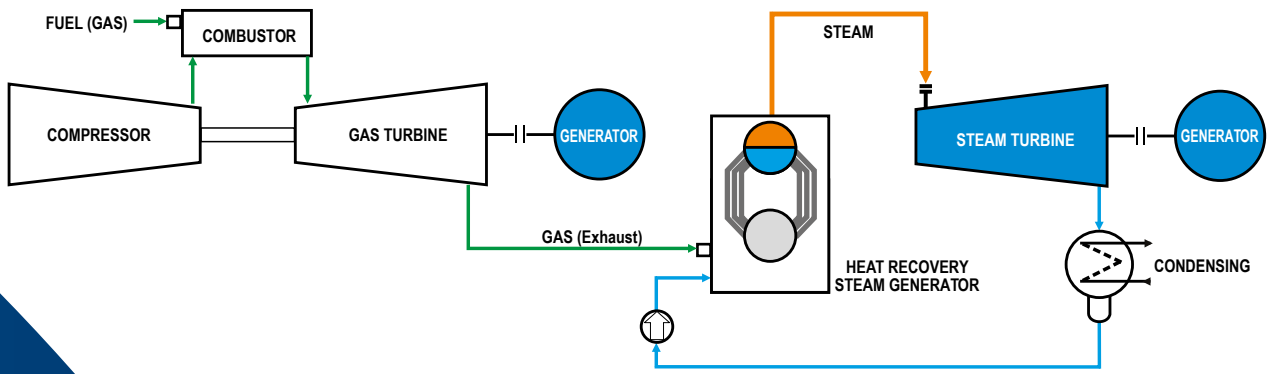 FUEL (GAS)
COMBUSTOR
STEAM
COMPRESSOR
GAS TURBINE
GENERATOR
STEAM TURBINE
GENERATOR
GAS (Exhaust)
HEAT RECOVERY
STEAM GENERATOR
CONDENSING